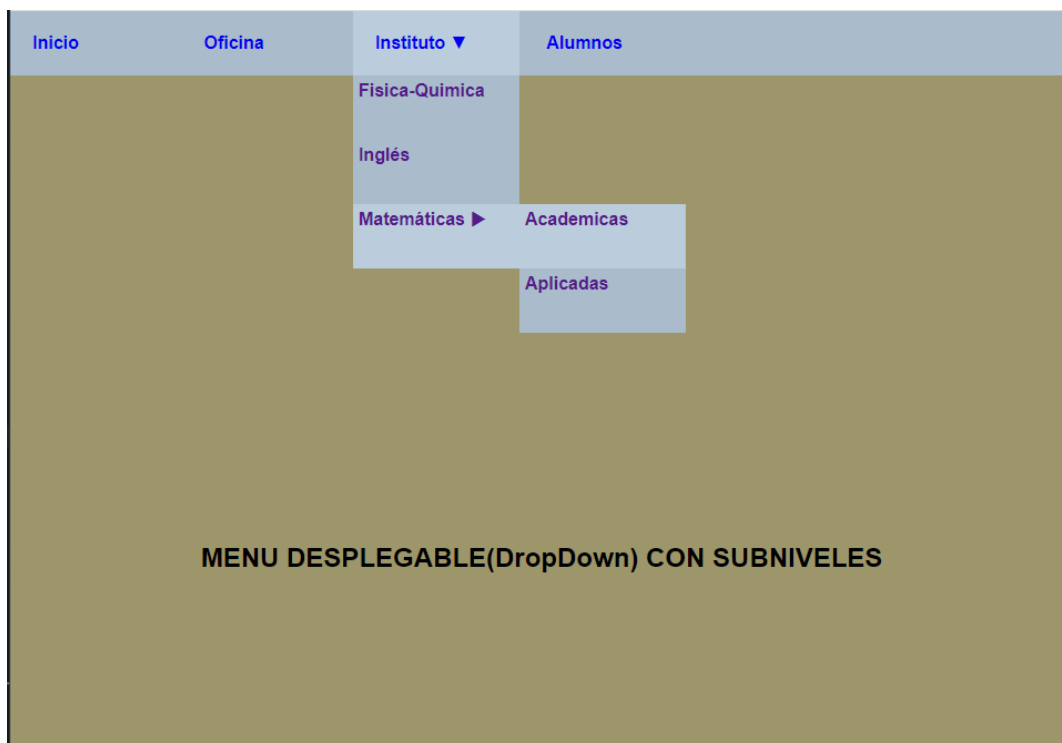 Inicio Oficina Instituto ▼ Alumnos
Fisica-Quimica
Inglés
Matemáticas ▶ Academicas
Aplicadas
MENU DESPLEGABLE(DropDown) CON SUBNIVELES